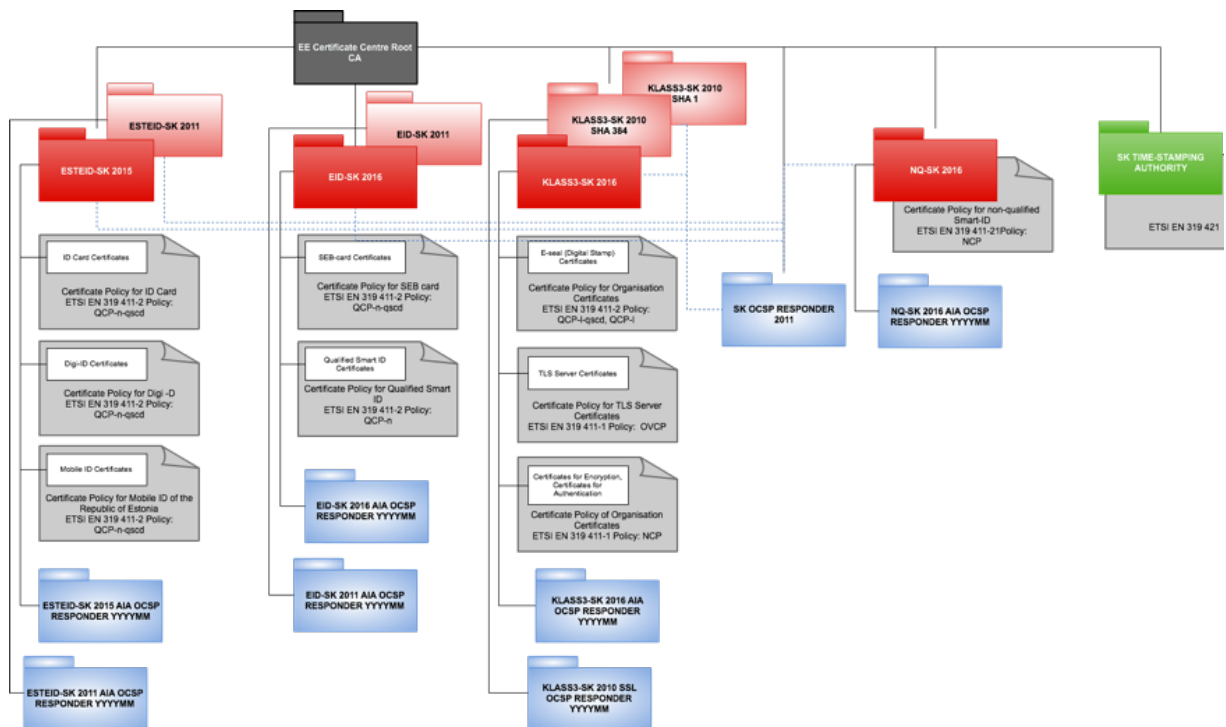 EE Certificate Centre Root
CA
KLASS3-SK 2010
SHA 1
ESTEID-SK 2011
EID-SK 2011
KLASS3-SK 2010
SHA 384
ESTEID-SK 2015
EID-SK 2016
KLASS3-SK 2016
NQ-SK 2016
SK TIME-STAMPING
AUTHORITY
Certificate Policy for non-qualified
Smart-ID
ETSI EN 319 411-21Policy:
NCP
ETSI EN 319 421
ID Card Certificates
Certificate Policy for ID Card
ETSI EN 319 411-2 Policy:
QCP-n-qscd
SEB-card Certificates
Certificate Policy for SEB card
ETSI EN 319 411-2 Policy:
QCP-n-qscd
E-seal (Digital Stamp)
Certificates
Certificate Policy for Organisation
Certificates
ETSI EN 319 411-2 Policy:
QCP-l-qscd, QCP-l
SK OCSP RESPONDER
2011
NQ-SK 2016 AIA OCSP
RESPONDER YYYYMM
Digi-ID Certificates
Certificate Policy for Digi -D
ETSI EN 319 411-2 Policy:
QCP-n-qscd
Qualified Smart ID
Certificates
Certificate Policy for Qualified Smart
ID
ETSI EN 319 411-2 Policy:
QCP-n
TLS Server Certificates
Certificate Policy for TLS Server
Certificates
ETSI EN 319 411-1 Policy: OVCP
Mobile ID Certificates
Certificate Policy for Mobile ID of the
Republic of Estonia
ETSI EN 319 411-2 Policy:
QCP-n-qscd
EID-SK 2016 AIA OCSP
RESPONDER YYYYMM
Certificates for Encryption,
Certificates for
Authentication
Certificate Policy of Organisation
Certificates
ETSI EN 319 411-1 Policy: NCP
ESTEID-SK 2015 AIA OCSP
RESPONDER YYYYMM
EID-SK 2011 AIA OCSP
RESPONDER YYYYMM
KLASS3-SK 2016 AIA
OCSP RESPONDER
YYYYMM
ESTEID-SK 2011 AIA OCSP
RESPONDER YYYYMM
KLASS3-SK 2010 SSL
OCSP RESPONDER
YYYYMM